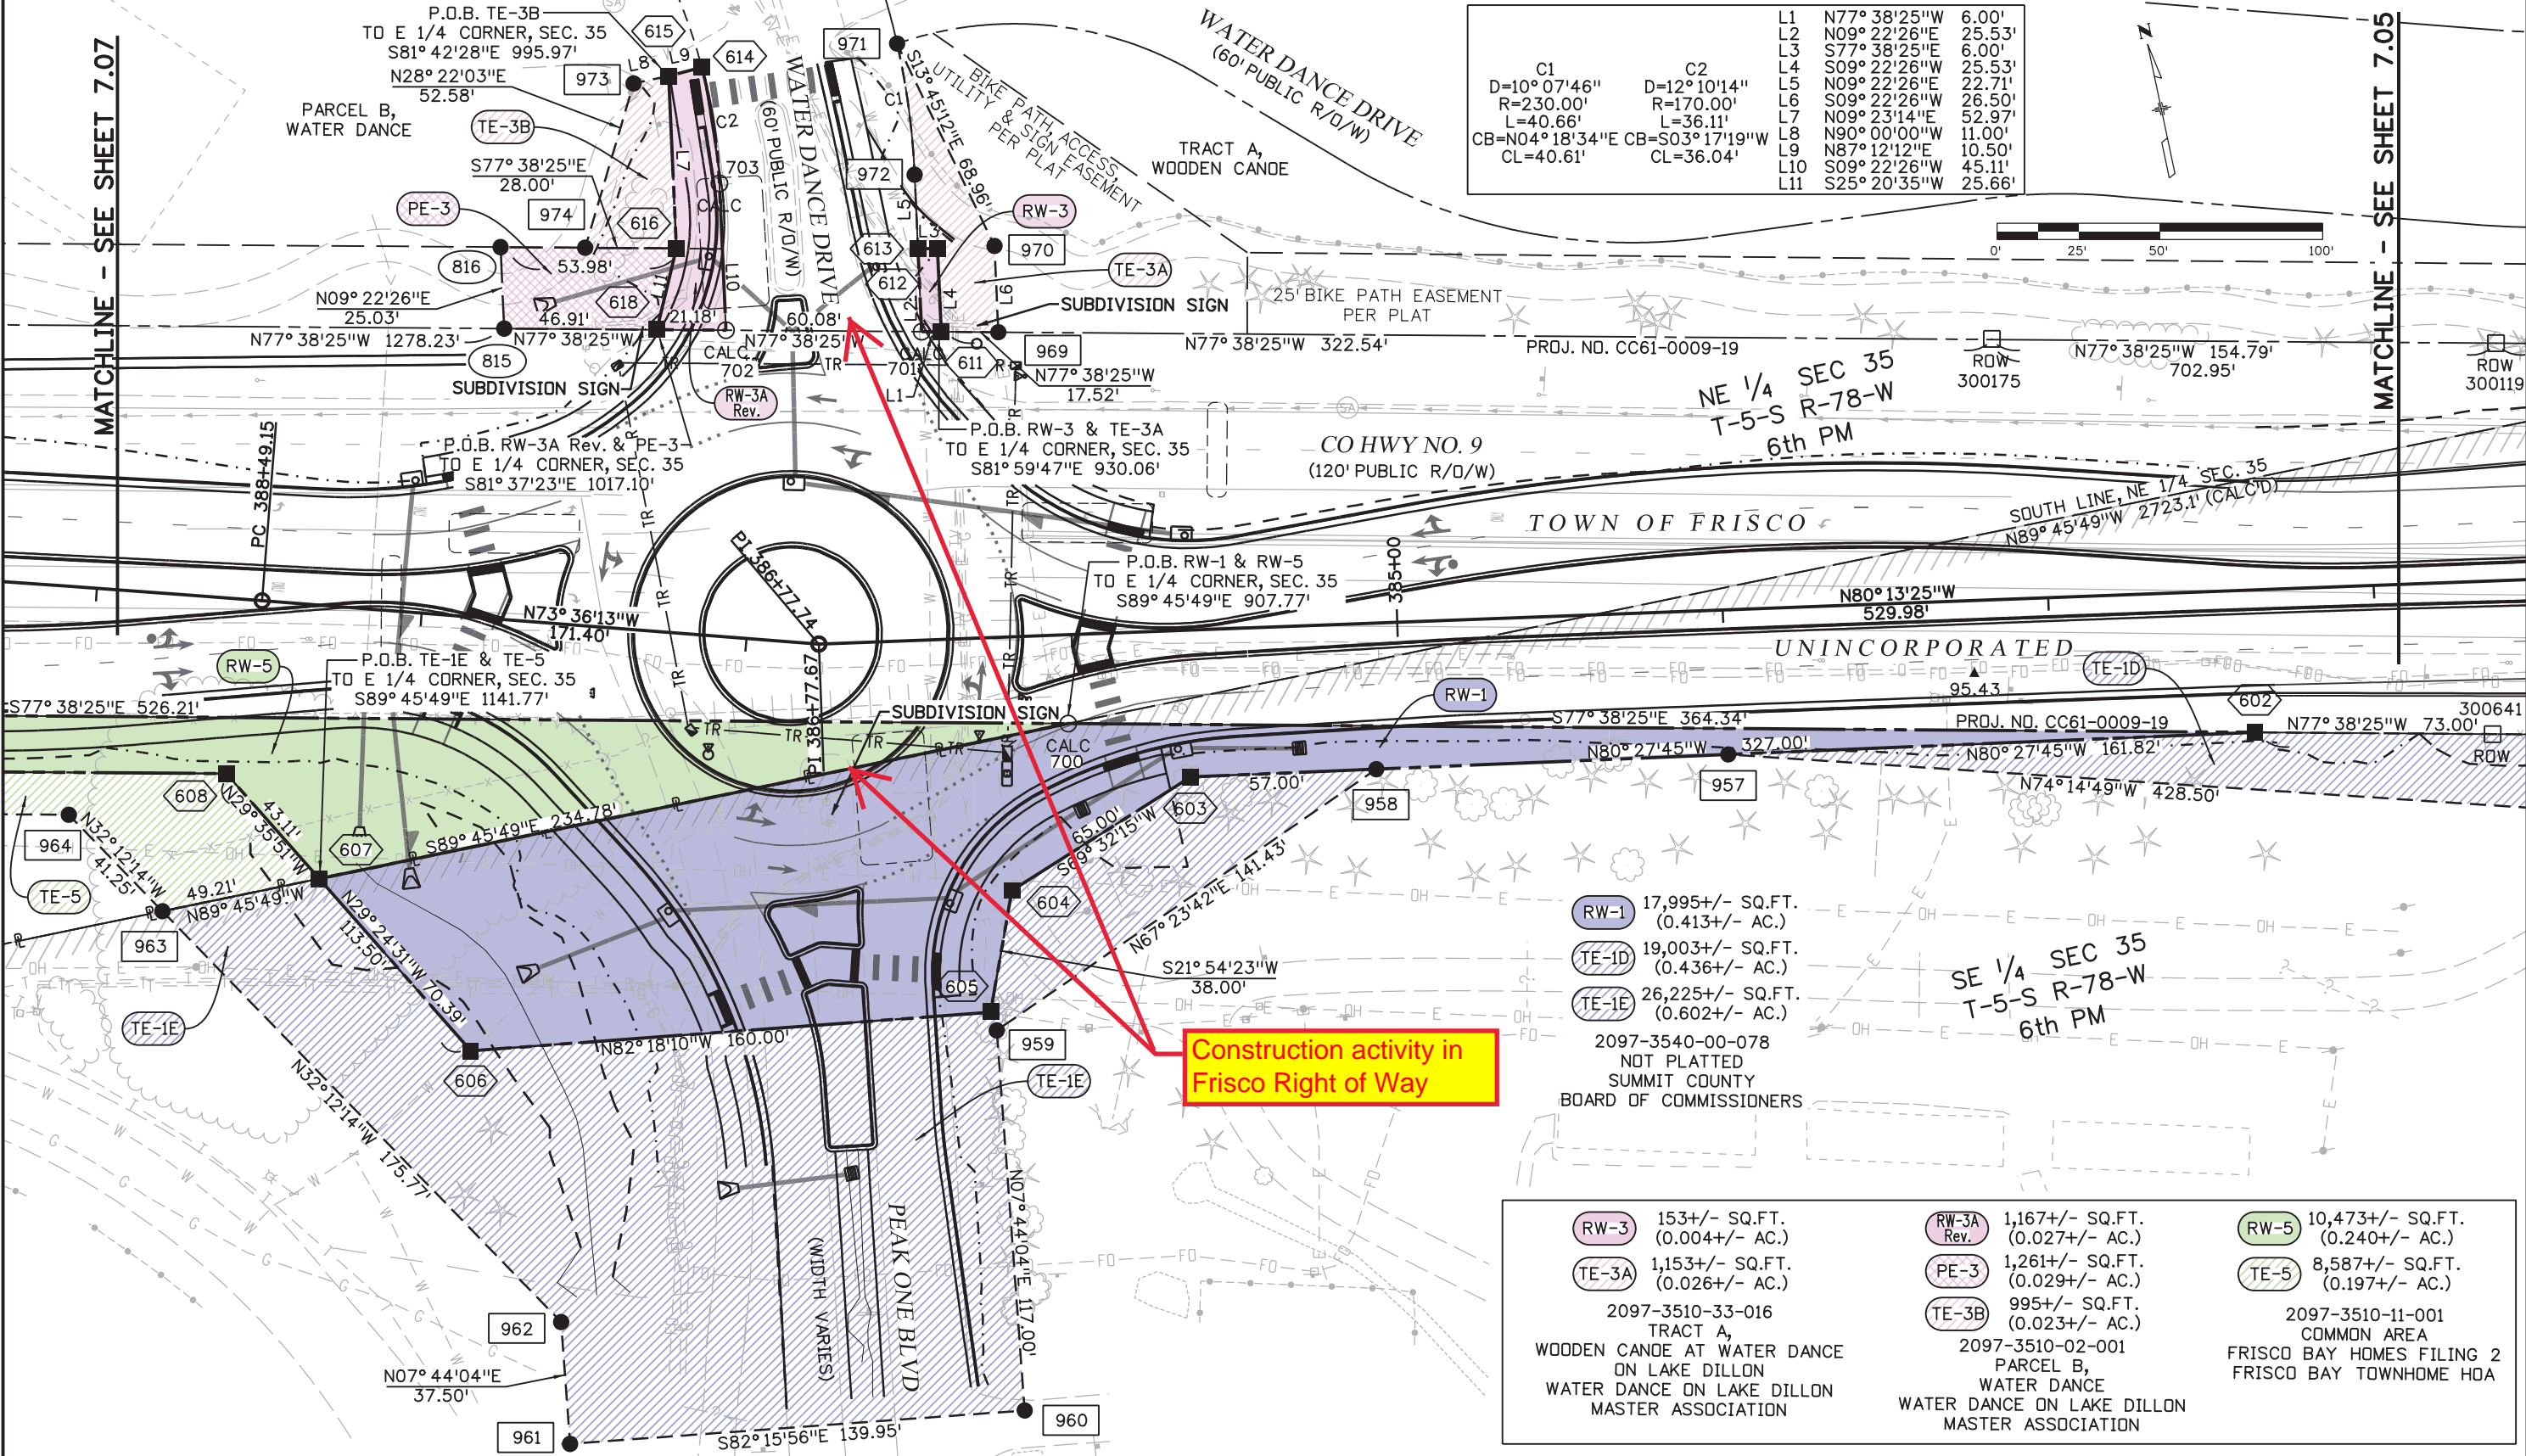 MATCHLINE - SEE SHEET 7.07
P.O.B. TE-3B
TO E 1/4 CORNER, SEC. 35
S81°42'28"E 995.97'
N28°22'03"E
52.58'
PARCEL B,
WATER DANCE
615
L9
614
L8
973
TE-3B
C2
L7
703
CALC
S77°38'25"E
28.00'
PE-3
974
616
816
53.98'
618
L11
L10
N09°22'26"E
25.03'
46.91'
21.18'
60.08'
N77°38'25"W 1278.23'
N77°38'25"W
N77°38'25"W
815
CALC
702
TR
SUBDIVISION SIGN
RW-3A
Rev.
WATER DANCE DRIVE
(60' PUBLIC R/O/W)
971
C1
S13°45'12"E 68.96'
BIKE PATH, ACCESS,
UTILITY & SIGN EASEMENT
PER PLAT
972
L5
RW-3
L3
613
970
612
TE-3A
L2
L4
L6
SUBDIVISION SIGN
CALC
701
611
969
N77°38'25"W
17.52'
L1
WATER DANCE DRIVE
(60' PUBLIC R/O/W)
TRACT A,
WOODEN CANOE
25' BIKE PATH EASEMENT
PER PLAT
C1
D=10°07'46"
R=230.00'
L=40.66'
CB=N04°18'34"E
CL=40.61'
C2
D=12°10'14"
R=170.00'
L=36.11'
CB=S03°17'19"W
CL=36.04'
L1 N77°38'25"W 6.00'
L2 N09°22'26"E 25.53'
L3 S77°38'25"E 6.00'
L4 S09°22'26"W 25.53'
L5 N09°22'26"E 22.71'
L6 S09°22'26"W 26.50'
L7 N09°23'14"E 52.97'
L8 N90°00'00"W 11.00'
L9 N87°12'12"E 10.50'
L10 S09°22'26"W 45.11'
L11 S25°20'35"W 25.66'
N
0' 25' 50' 100'
MATCHLINE - SEE SHEET 7.05
N77°38'25"W 322.54'
PROJ. NO. CC61-0009-19
ROW
300175
N77°38'25"W 154.79'
702.95'
ROW
300119
NE 1/4 SEC 35
T-5-S R-78-W
6th PM
P.O.B. RW-3A Rev. & PE-3
TO E 1/4 CORNER, SEC. 35
S81°37'23"E 1017.10'
P.O.B. RW-3 & TE-3A
TO E 1/4 CORNER, SEC. 35
S81°59'47"E 930.06'
CO HWY NO. 9
(120' PUBLIC R/O/W)
PC 388+49.15
SOUTH LINE, NE 1/4 SEC. 35
N89°45'49"W 2723.1' (CALC'D)
TOWN OF FRISCO
PI 386+77.74
P.O.B. RW-1 & RW-5
TO E 1/4 CORNER, SEC. 35
S89°45'49"E 907.77'
385+00
N80°13'25"W
529.98'
N73°36'13"W
171.40'
PI 386+77.67
UNINCORPORATED
RW-5
P.O.B. TE-1E & TE-5
TO E 1/4 CORNER, SEC. 35
S89°45'49"E 1141.77'
RW-1
95.43
TE-1D
S77°38'25"E 526.21'
SUBDIVISION SIGN
S77°38'25"E 364.34'
PROJ. NO. CC61-0009-19
602
N77°38'25"W 73.00'
300641
ROW
CALC
700
N80°27'45"W 327.00'
N80°27'45"W 161.82'
N74°14'49"W 428.50'
57.00'
603
958
957
608
N29°35'51"W
43.11'
964
N32°12'14"W
41.25'
607
S89°45'49"E 234.78'
65.00'
S69°32'15"W
N67°23'42"E 141.43'
TE-5
49.21'
N89°45'49"W
963
N29°24'31"W
113.50'
70.39'
604
605
S21°54'23"W
38.00'
TE-1E
N82°18'10"W 160.00'
606
959
TE-1E
Construction activity in
Frisco Right of Way
N32°12'14"W 175.77'
N07°44'04"E 117.00'
PEAK ONE BLVD
(WIDTH VARIES)
962
N07°44'04"E
37.50'
961
S82°15'56"E 139.95'
960
RW-1 17,995+/- SQ.FT.
(0.413+/- AC.)
TE-1D 19,003+/- SQ.FT.
(0.436+/- AC.)
TE-1E 26,225+/- SQ.FT.
(0.602+/- AC.)
2097-3540-00-078
NOT PLATTED
SUMMIT COUNTY
BOARD OF COMMISSIONERS
SE 1/4 SEC 35
T-5-S R-78-W
6th PM
RW-3 153+/- SQ.FT.
(0.004+/- AC.)
TE-3A 1,153+/- SQ.FT.
(0.026+/- AC.)
2097-3510-33-016
TRACT A,
WOODEN CANOE AT WATER DANCE
ON LAKE DILLON
WATER DANCE ON LAKE DILLON
MASTER ASSOCIATION
RW-3A Rev. 1,167+/- SQ.FT.
(0.027+/- AC.)
PE-3 1,261+/- SQ.FT.
(0.029+/- AC.)
TE-3B 995+/- SQ.FT.
(0.023+/- AC.)
2097-3510-02-001
PARCEL B,
WATER DANCE
WATER DANCE ON LAKE DILLON
MASTER ASSOCIATION
RW-5 10,473+/- SQ.FT.
(0.240+/- AC.)
TE-5 8,587+/- SQ.FT.
(0.197+/- AC.)
2097-3510-11-001
COMMON AREA
FRISCO BAY HOMES FILING 2
FRISCO BAY TOWNHOME HOA